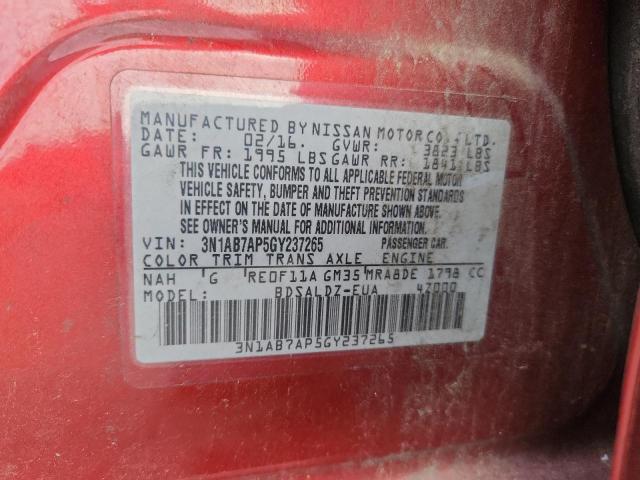 MANUFACTURED BY NISSAN MOTOR CO., LTD.
DATE: 02/16. GVWR: 3823 LBS
GAWR FR: 1995 LBS GAWR RR: 1841 LBS
THIS VEHICLE CONFORMS TO ALL APPLICABLE FEDERAL MOTOR
VEHICLE SAFETY, BUMPER AND THEFT PREVENTION STANDARDS
IN EFFECT ON THE DATE OF MANUFACTURE SHOWN ABOVE.
SEE OWNER'S MANUAL FOR ADDITIONAL INFORMATION.
VIN: 3N1AB7AP5GY237265 PASSENGER CAR.
COLOR TRIM TRANS AXLE ENGINE
NAH G RE0F11A GM35 MRA8DE 1798 CC
MODEL: BDSALDZ-EUA 4Z000
3N1AB7AP5GY237265